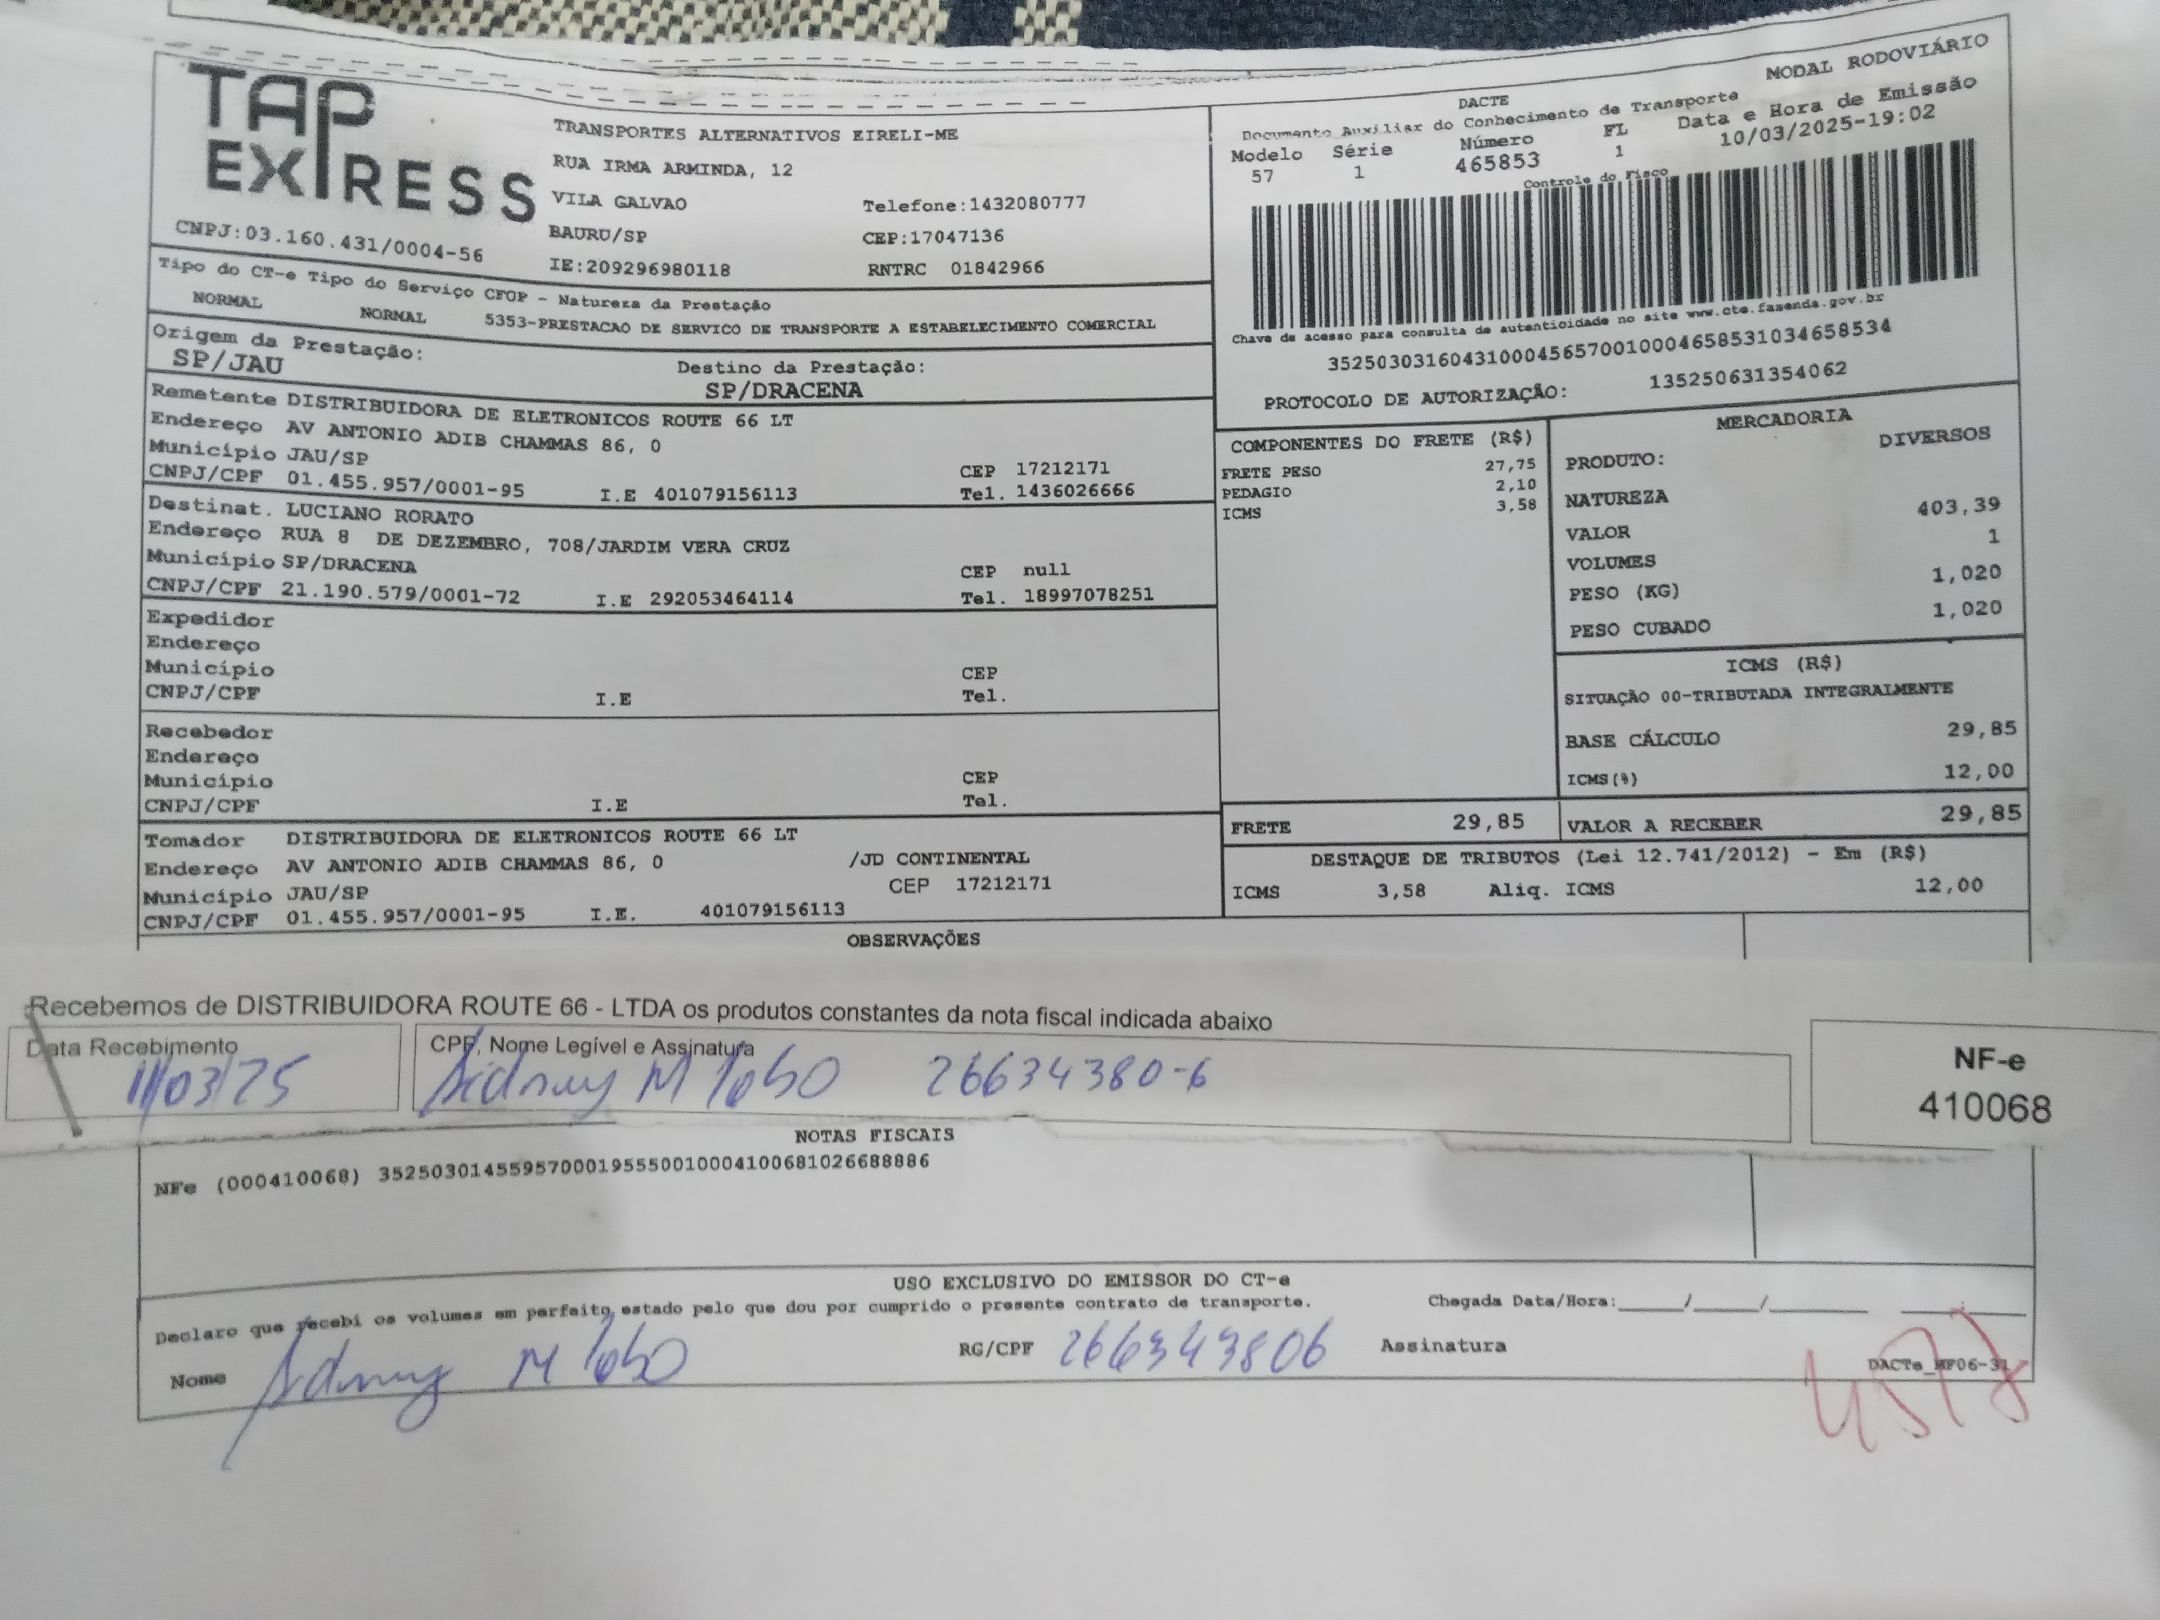 TAP
EXPRESS
CNPJ:03.160.431/0004-56
TRANSPORTES ALTERNATIVOS EIRELI-ME
RUA IRMA ARMINDA, 12
VILA GALVAO Telefone:1432080777
BAURU/SP CEP:17047136
IE:209296980118 RNTRC 01842966
MODAL RODOVIÁRIO
DACTE
Documento Auxiliar do Conhecimento de Transporte
Modelo Série Número FL Data e Hora de Emissão
57 1 465853 1 10/03/2025-19:02
Controle do Fisco
Chave de acesso para consulta de autenticidade no site www.cte.fazenda.gov.br
35250303160431000456570010004658531034658534
PROTOCOLO DE AUTORIZAÇÃO: 135250631354062
Tipo do CT-e Tipo do Serviço CFOP - Natureza da Prestação
NORMAL NORMAL 5353-PRESTACAO DE SERVICO DE TRANSPORTE A ESTABELECIMENTO COMERCIAL
Origem da Prestação: Destino da Prestação:
SP/JAU SP/DRACENA
Remetente DISTRIBUIDORA DE ELETRONICOS ROUTE 66 LT
Endereço AV ANTONIO ADIB CHAMMAS 86, 0
Município JAU/SP CEP 17212171
CNPJ/CPF 01.455.957/0001-95 I.E 401079156113 Tel. 1436026666
Destinat. LUCIANO RORATO
Endereço RUA 8 DE DEZEMBRO, 708/JARDIM VERA CRUZ
Município SP/DRACENA CEP null
CNPJ/CPF 21.190.579/0001-72 I.E 292053464114 Tel. 18997078251
Expedidor
Endereço
Município CEP
CNPJ/CPF I.E Tel.
Recebedor
Endereço
Município CEP
CNPJ/CPF I.E Tel.
Tomador DISTRIBUIDORA DE ELETRONICOS ROUTE 66 LT
Endereço AV ANTONIO ADIB CHAMMAS 86, 0 /JD CONTINENTAL
Município JAU/SP CEP 17212171
CNPJ/CPF 01.455.957/0001-95 I.E. 401079156113
COMPONENTES DO FRETE (R$)
FRETE PESO 27,75
PEDAGIO 2,10
ICMS 3,58
MERCADORIA
PRODUTO: DIVERSOS
NATUREZA
VALOR 403,39
VOLUMES 1
PESO (KG) 1,020
PESO CUBADO 1,020
ICMS (R$)
SITUAÇÃO 00-TRIBUTADA INTEGRALMENTE
BASE CÁLCULO 29,85
ICMS(%) 12,00
FRETE 29,85 VALOR A RECEBER 29,85
DESTAQUE DE TRIBUTOS (Lei 12.741/2012) - Em (R$)
ICMS 3,58 Aliq. ICMS 12,00
OBSERVAÇÕES
Recebemos de DISTRIBUIDORA ROUTE 66 - LTDA os produtos constantes da nota fiscal indicada abaixo
Data Recebimento CPF, Nome Legível e Assinatura NF-e
11/03/25 Sidney M lobo 26634380-6 410068
NOTAS FISCAIS
NFe (000410068) 35250301455957000195550010004100681026688886
USO EXCLUSIVO DO EMISSOR DO CT-e
Declaro que recebi os volumes em perfeito estado pelo que dou por cumprido o presente contrato de transporte. Chegada Data/Hora:_____/_____/_____
Nome Sidney M lobo RG/CPF 266343806 Assinatura